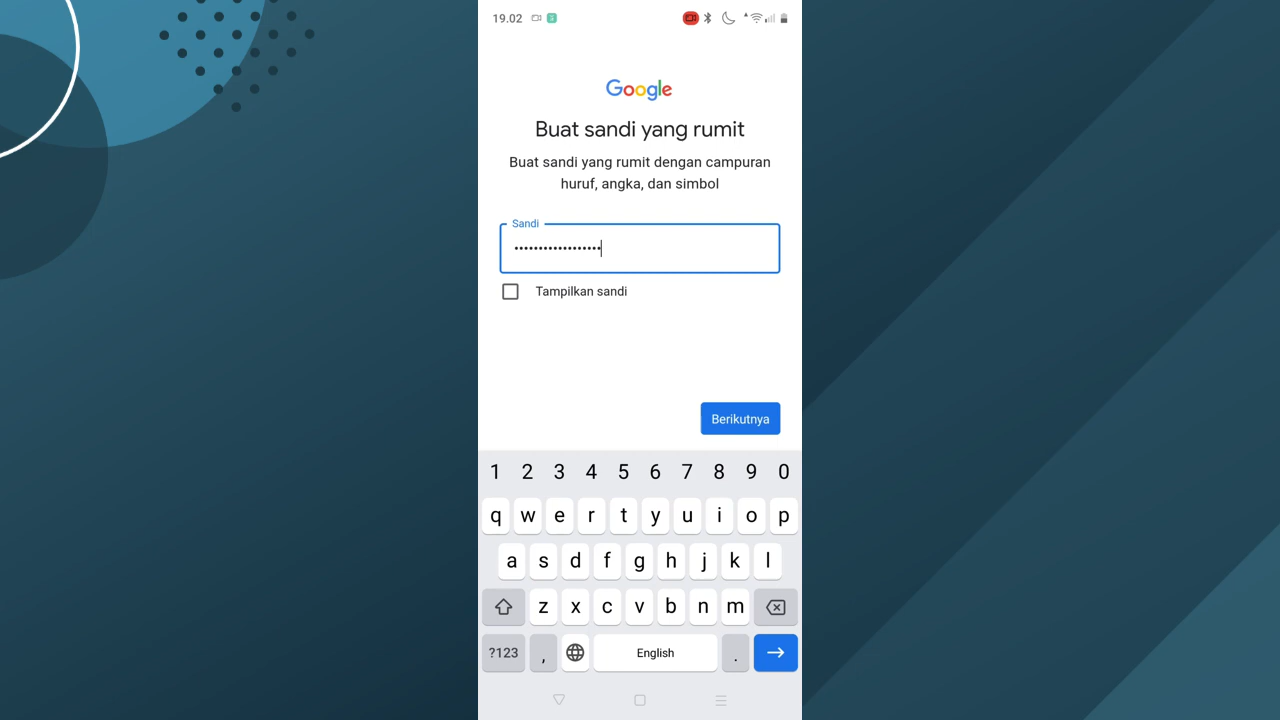 19.02
Google
Buat sandi yang rumit
Buat sandi yang rumit dengan campuran
huruf, angka, dan simbol
Sandi
••••••••••••••••••
Tampilkan sandi
Berikutnya
1 2 3 4 5 6 7 8 9 0
q w e r t y u i o p
a s d f g h j k l
z x c v b n m
?123 , English .